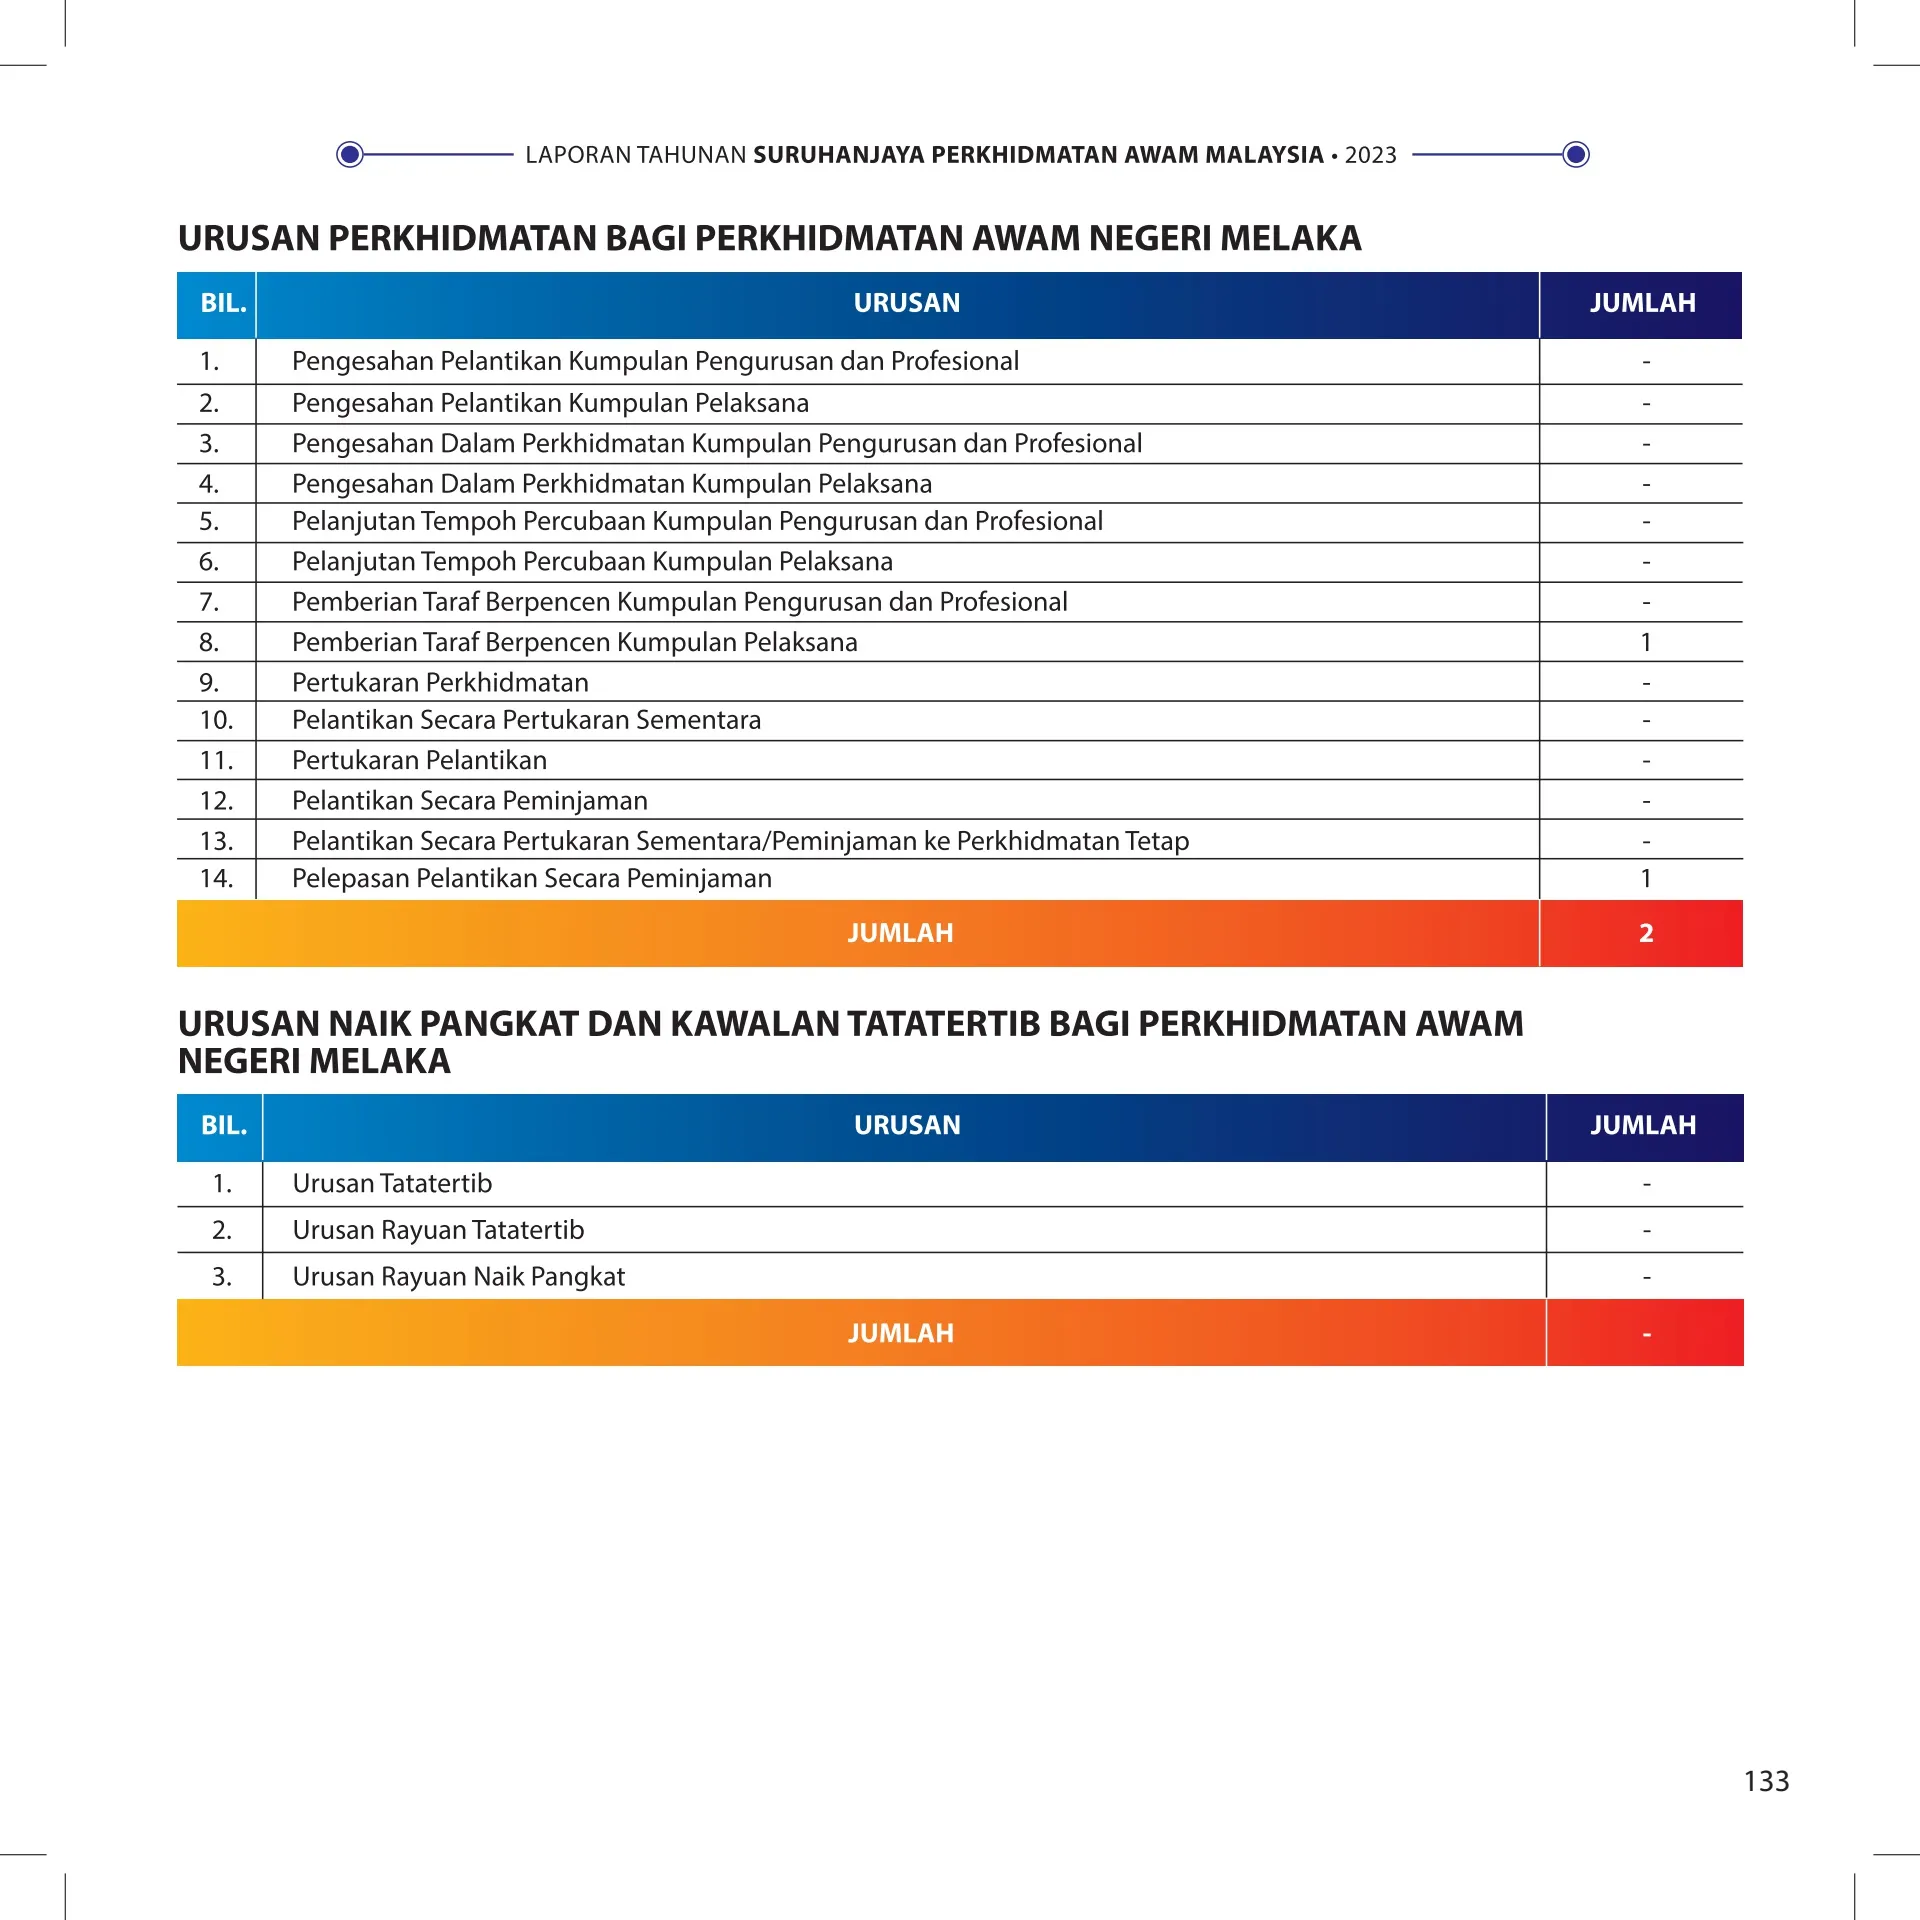 LAPORAN TAHUNAN SURUHANJAYA PERKHIDMATAN AWAM MALAYSIA • 2023
URUSAN PERKHIDMATAN BAGI PERKHIDMATAN AWAM NEGERI MELAKA
BIL. URUSAN JUMLAH
1. Pengesahan Pelantikan Kumpulan Pengurusan dan Profesional -
2. Pengesahan Pelantikan Kumpulan Pelaksana -
3. Pengesahan Dalam Perkhidmatan Kumpulan Pengurusan dan Profesional -
4. Pengesahan Dalam Perkhidmatan Kumpulan Pelaksana -
5. Pelanjutan Tempoh Percubaan Kumpulan Pengurusan dan Profesional -
6. Pelanjutan Tempoh Percubaan Kumpulan Pelaksana -
7. Pemberian Taraf Berpencen Kumpulan Pengurusan dan Profesional -
8. Pemberian Taraf Berpencen Kumpulan Pelaksana 1
9. Pertukaran Perkhidmatan -
10. Pelantikan Secara Pertukaran Sementara -
11. Pertukaran Pelantikan -
12. Pelantikan Secara Peminjaman -
13. Pelantikan Secara Pertukaran Sementara/Peminjaman ke Perkhidmatan Tetap -
14. Pelepasan Pelantikan Secara Peminjaman 1
JUMLAH 2
URUSAN NAIK PANGKAT DAN KAWALAN TATATERTIB BAGI PERKHIDMATAN AWAM
NEGERI MELAKA
BIL. URUSAN JUMLAH
1. Urusan Tatatertib -
2. Urusan Rayuan Tatatertib -
3. Urusan Rayuan Naik Pangkat -
JUMLAH -
133